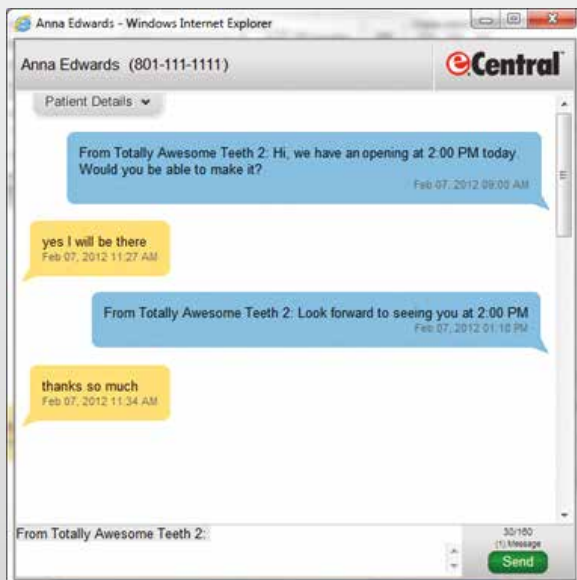 Anna Edwards - Windows Internet Explorer
Anna Edwards (801-111-1111)
eCentral
Patient Details
From Totally Awesome Teeth 2: Hi, we have an opening at 2:00 PM today.
Would you be able to make it?
Feb 07, 2012 09:00 AM
yes I will be there
Feb 07, 2012 11:27 AM
From Totally Awesome Teeth 2: Look forward to seeing you at 2:00 PM
Feb 07, 2012 01:18 PM
thanks so much
Feb 07, 2012 11:34 AM
From Totally Awesome Teeth 2:
30/160
(1) Message
Send